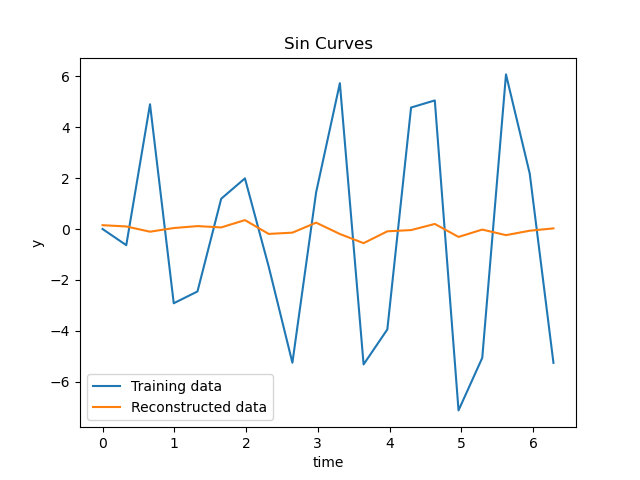 Sin Curves
6
4
2
0
−2
−4
−6
y
Training data
Reconstructed data
0 1 2 3 4 5 6
time